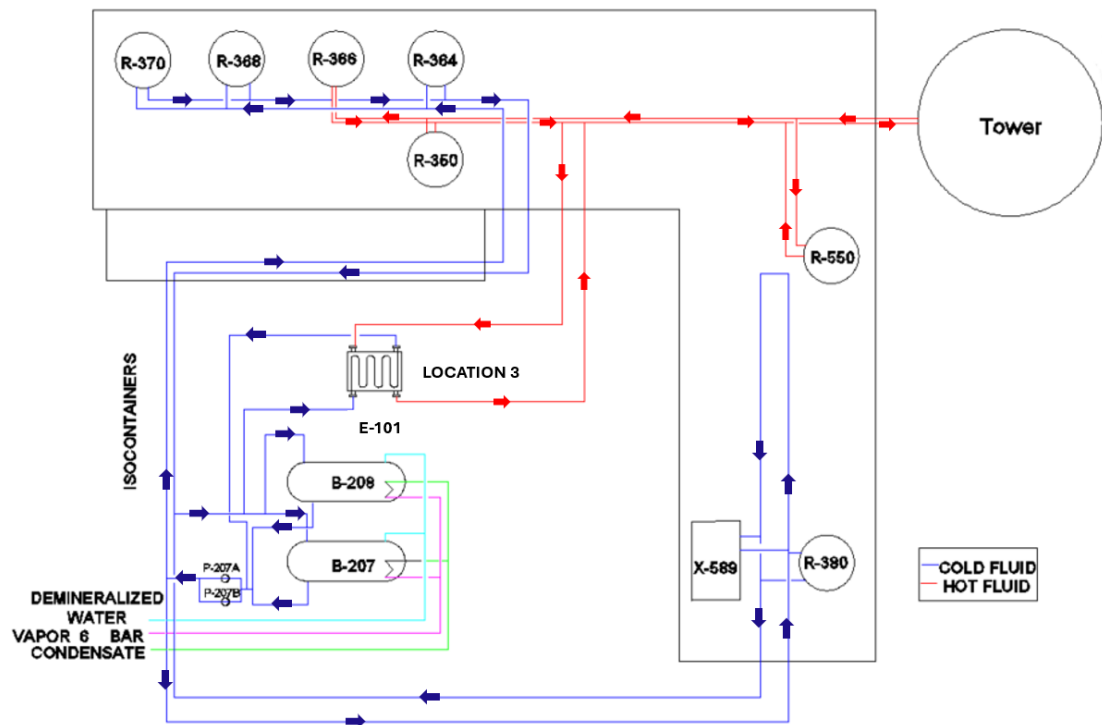 R-370
R-368
R-366
R-364
R-350
Tower
R-550
LOCATION 3
E-101
ISOCONTAINERS
B-208
B-207
P-207A
P-207B
X-589
R-390
DEMINERALIZED
WATER
VAPOR 6 BAR
CONDENSATE
COLD FLUID
HOT FLUID